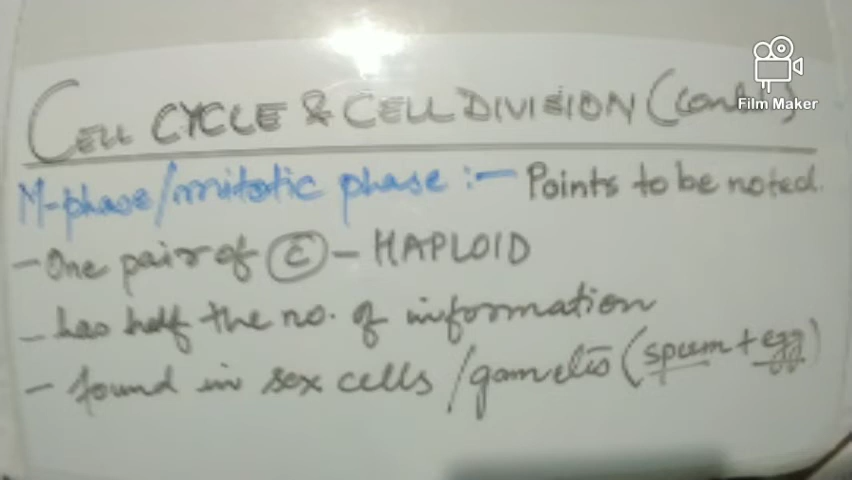 Film Maker
CELL CYCLE & CELL DIVISION (Contd)
M-phase/mitotic phase :- Points to be noted.
- One pair of C - HAPLOID
- has half the no. of information
- found in sex cells/gametes (sperm + egg)